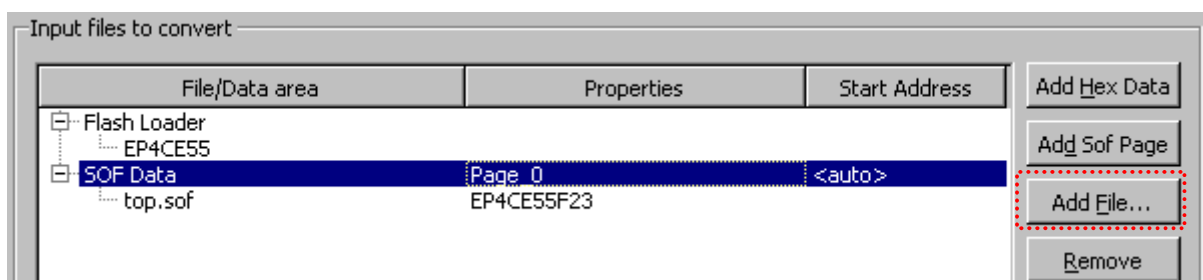 Input files to convert
File/Data area Properties Start Address Add Hex Data
Flash Loader
EP4CE55 Add Sof Page
SOF Data Page_0 <auto>
top.sof EP4CE55F23 Add File...
Remove